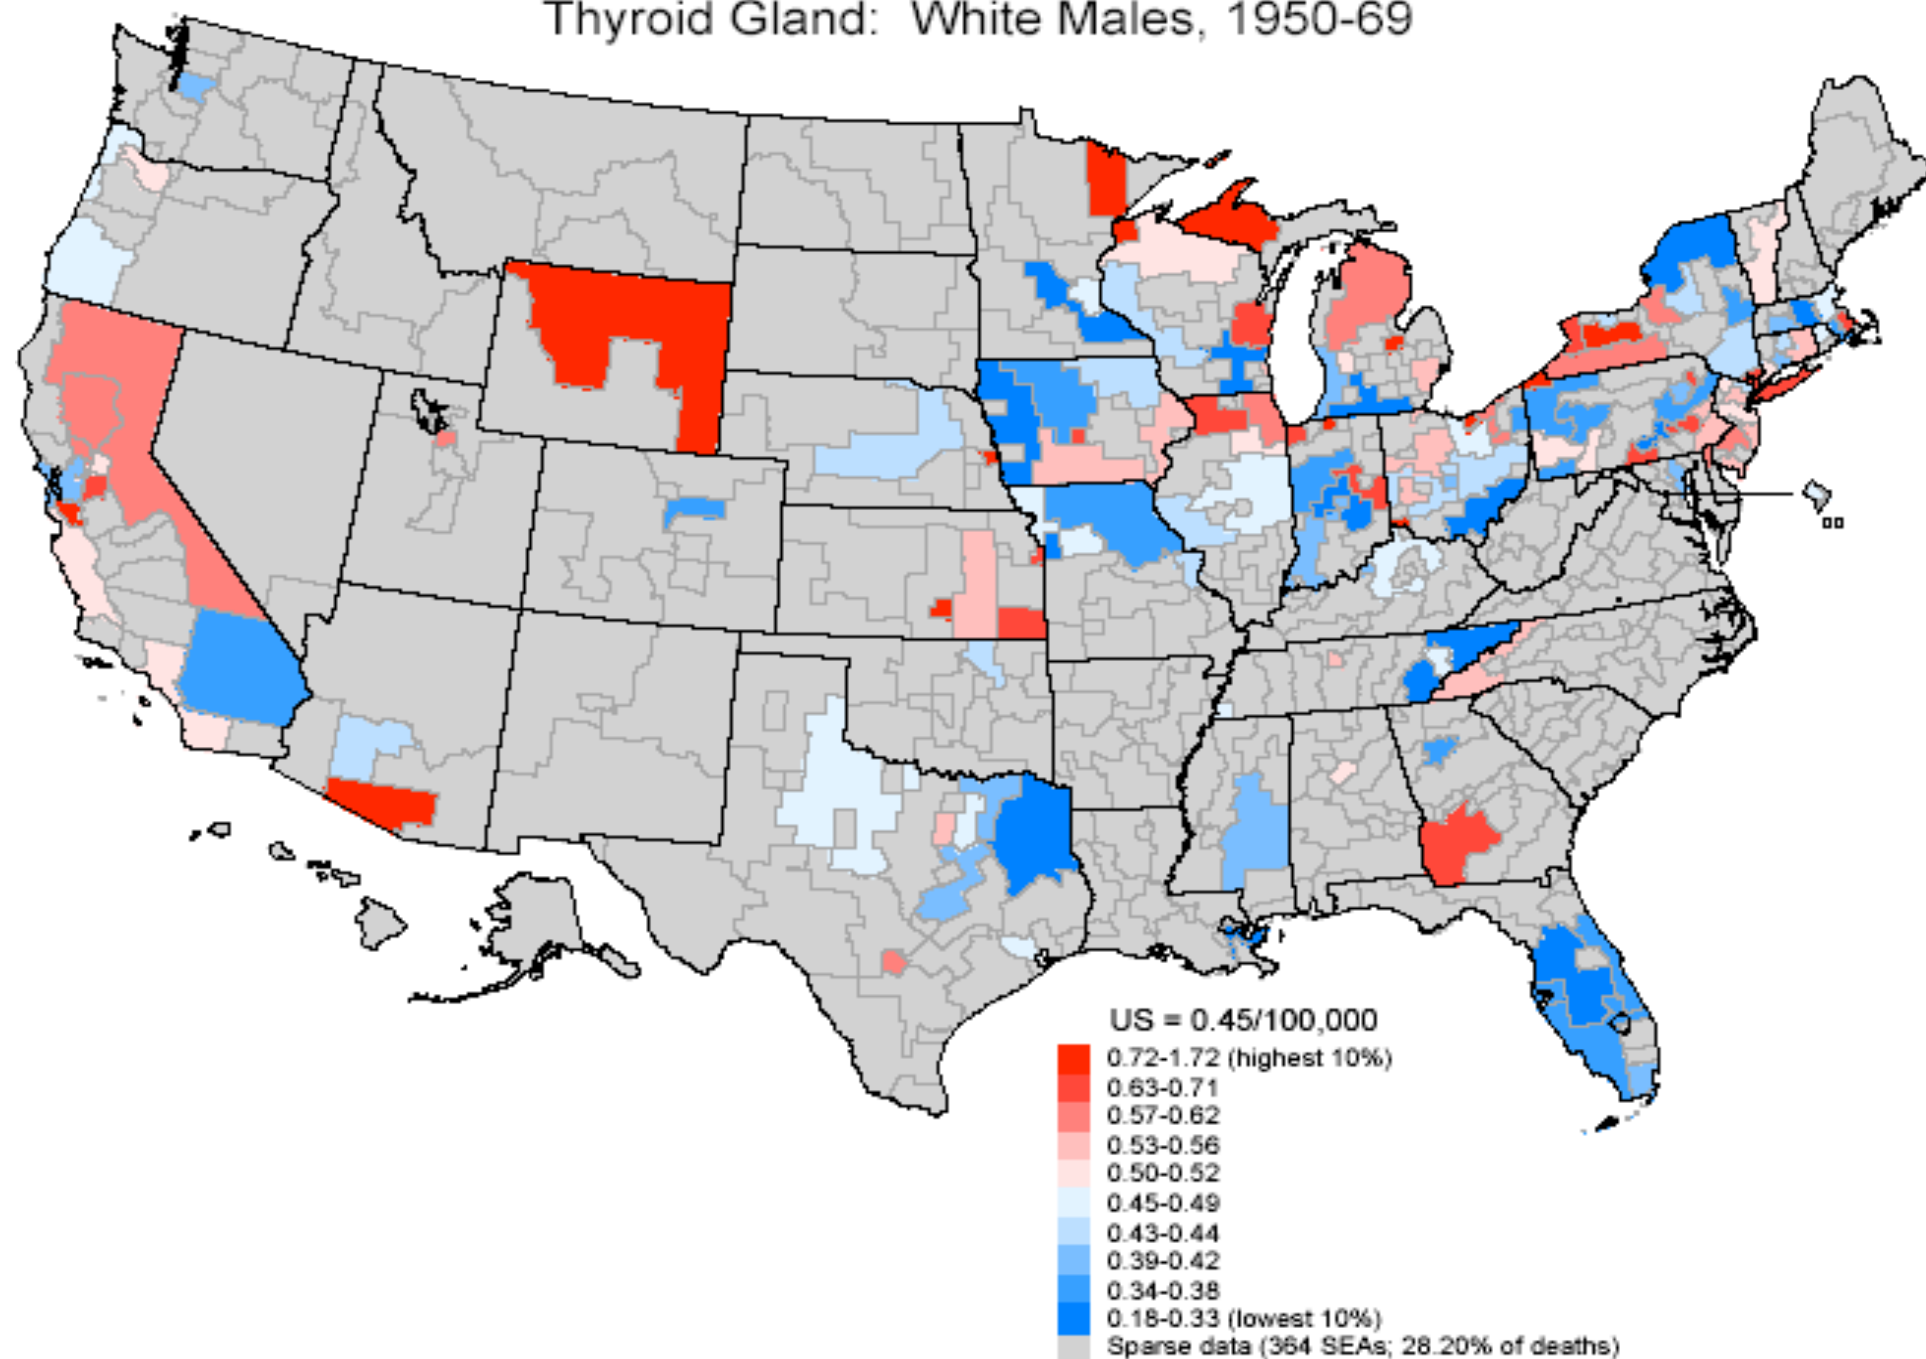 Thyroid Gland: White Males, 1950-69
US = 0.45/100,000
0.72-1.72 (highest 10%)
0.63-0.71
0.57-0.62
0.53-0.56
0.50-0.52
0.45-0.49
0.43-0.44
0.39-0.42
0.34-0.38
0.18-0.33 (lowest 10%)
Sparse data (364 SEAs; 28.20% of deaths)